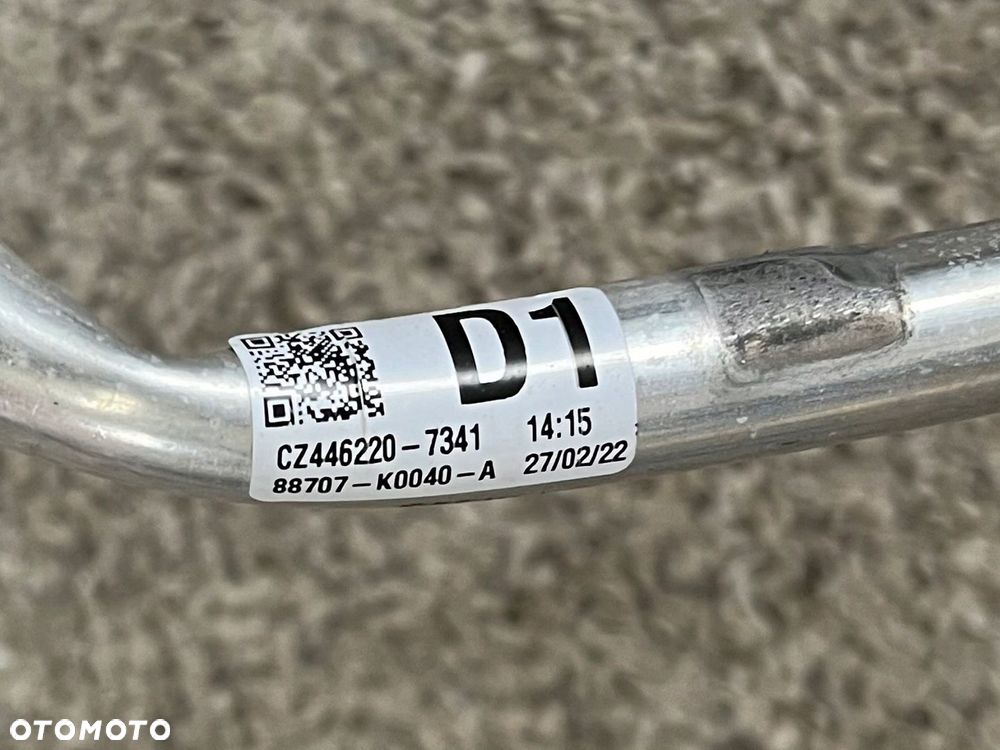 D1
CZ446220-7341 14:15
88707-K0040-A 27/02/22
OTOMOTO